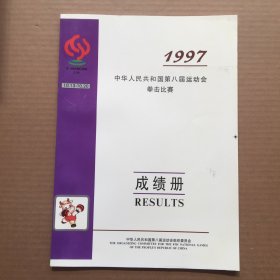 1997
中华人民共和国第八届运动会
拳击比赛
成绩册
RESULTS
中华人民共和国第八届运动会组织委员会
THE ORGANIZING COMMITTEE FOR THE 8TH NATIONAL GAMES
OF THE PEOPLE'S REPUBLIC OF CHINA